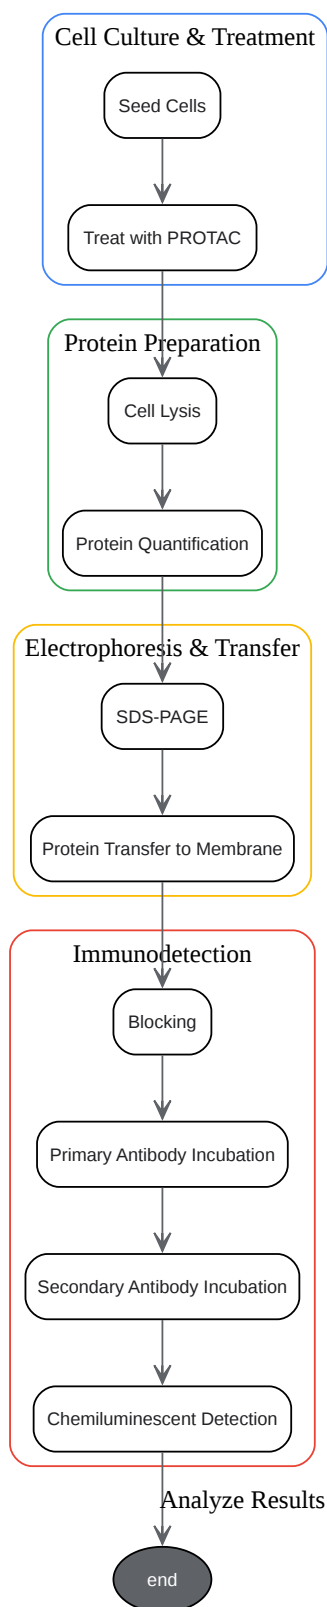 Cell Culture & Treatment
Seed Cells
Treat with PROTAC
Protein Preparation
Cell Lysis
Protein Quantification
Electrophoresis & Transfer
SDS-PAGE
Protein Transfer to Membrane
Immunodetection
Blocking
Primary Antibody Incubation
Secondary Antibody Incubation
Chemiluminescent Detection
Analyze Results
end